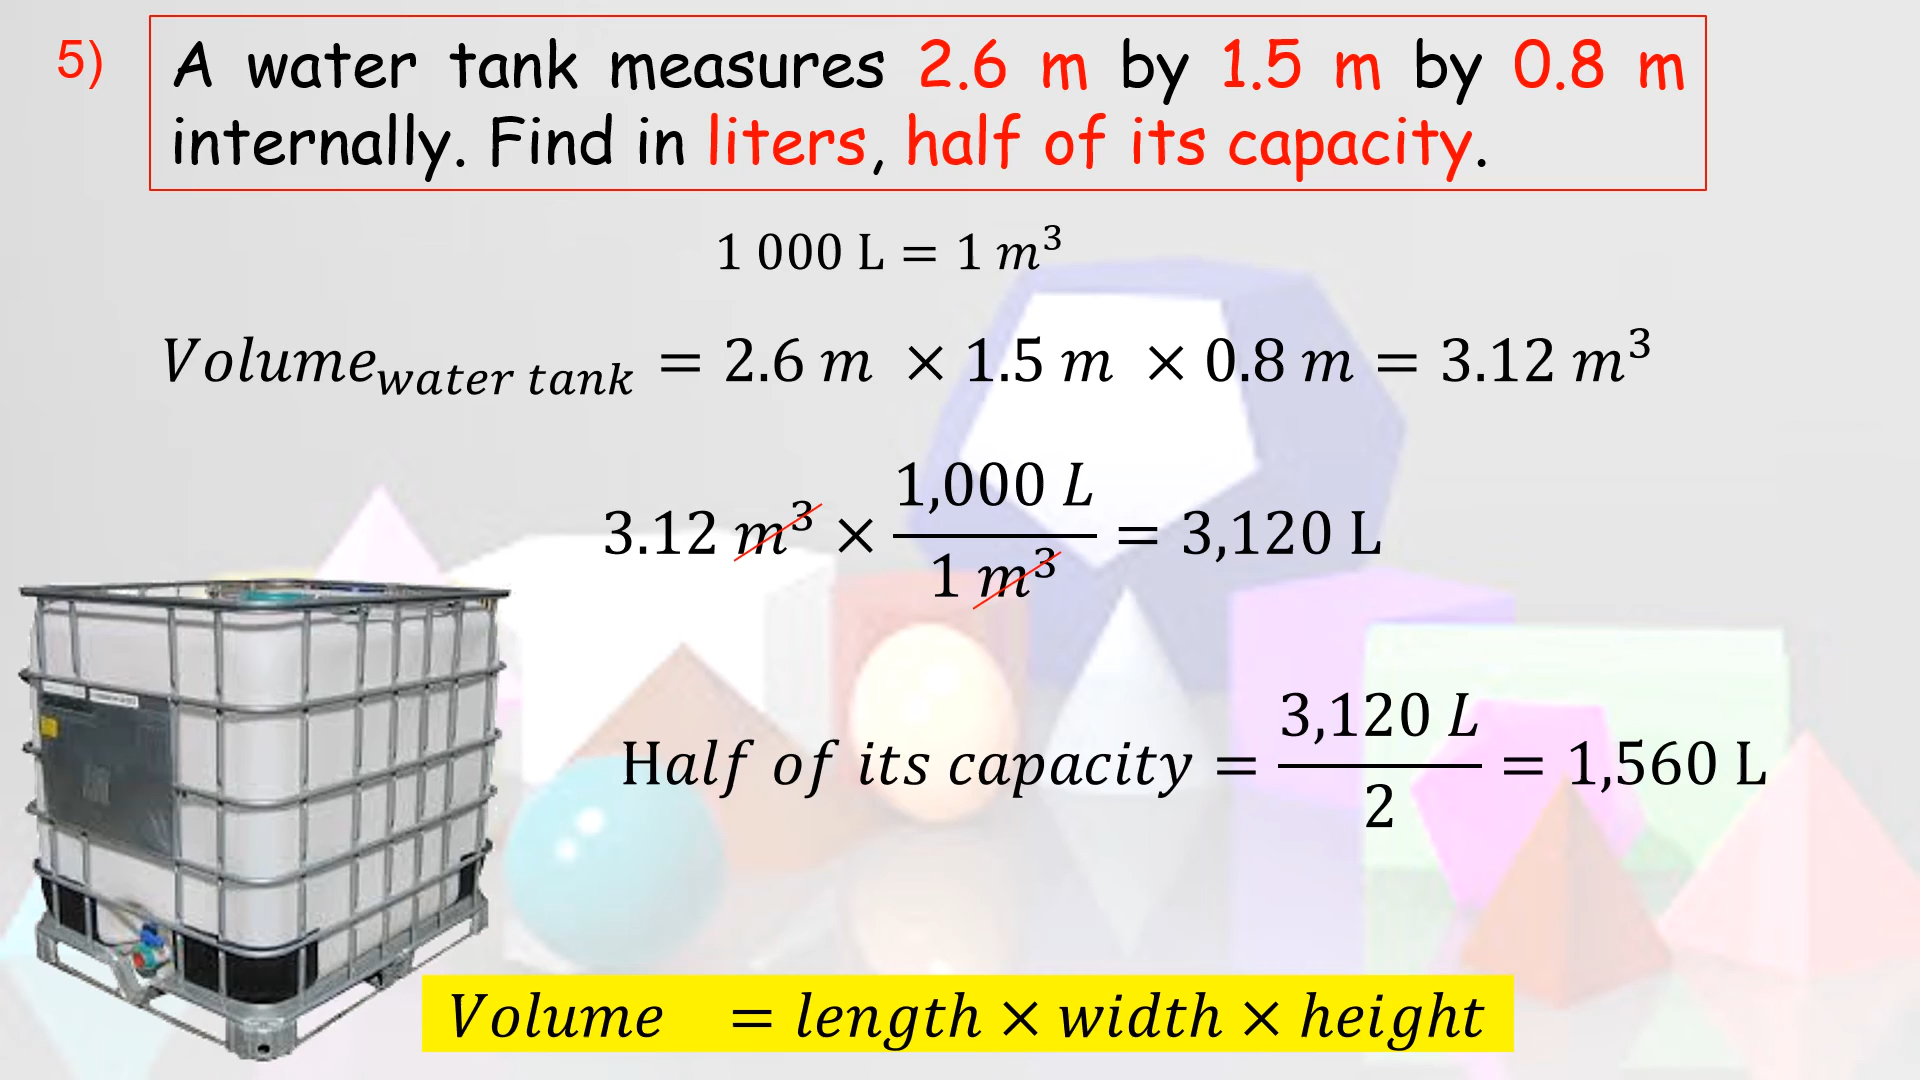 5)
A water tank measures 2.6 m by 1.5 m by 0.8 m
internally. Find in liters, half of its capacity.
1 000 L = 1 m³
Volume_water tank = 2.6 m × 1.5 m × 0.8 m = 3.12 m³
3.12 m³ × 1,000 L / 1 m³ = 3,120 L
Half of its capacity = 3,120 L / 2 = 1,560 L
Volume = length × width × height